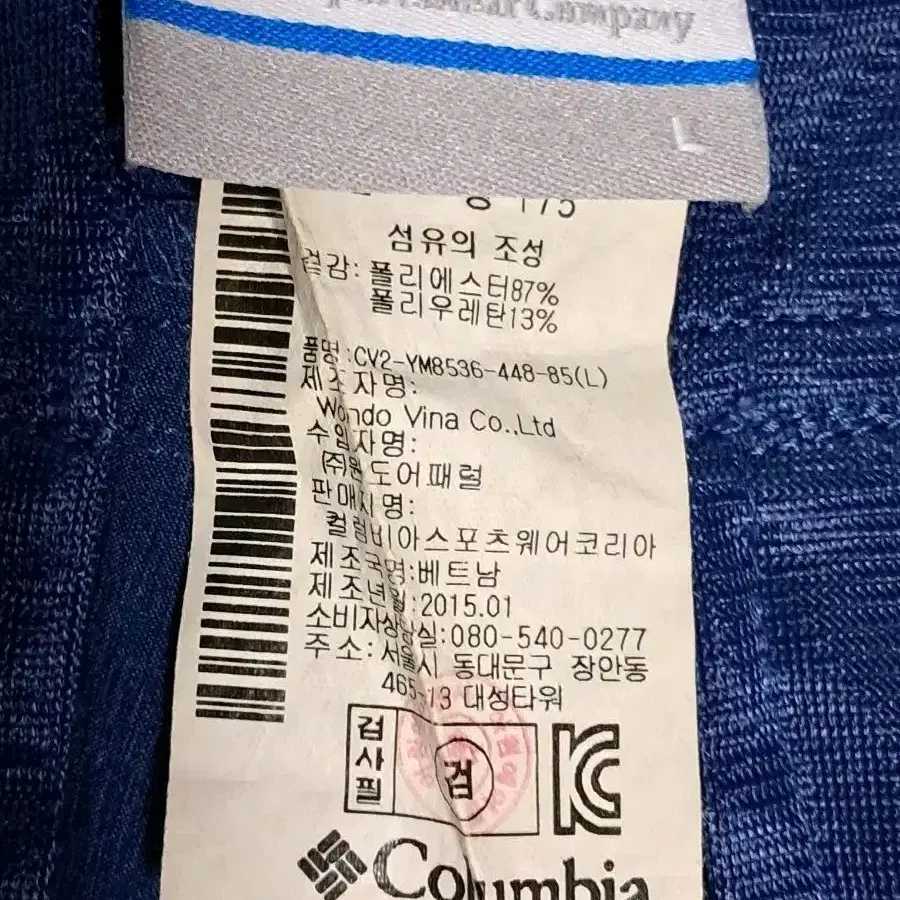 Company
L
175
섬유의 조성
겉감: 폴리에스터87%
폴리우레탄13%
품명:CV2-YM8536-448-85(L)
제조자명:
Wondo Vina Co.,Ltd
수입자명:
(주)원도어패럴
판매자명:
컬럼비아스포츠웨어코리아
제조국명:베트남
제조년월:2015.01
소비자상담실:080-540-0277
주소:서울시 동대문구 장안동
465-13 대성타워
검사필
검
KC
Columbia